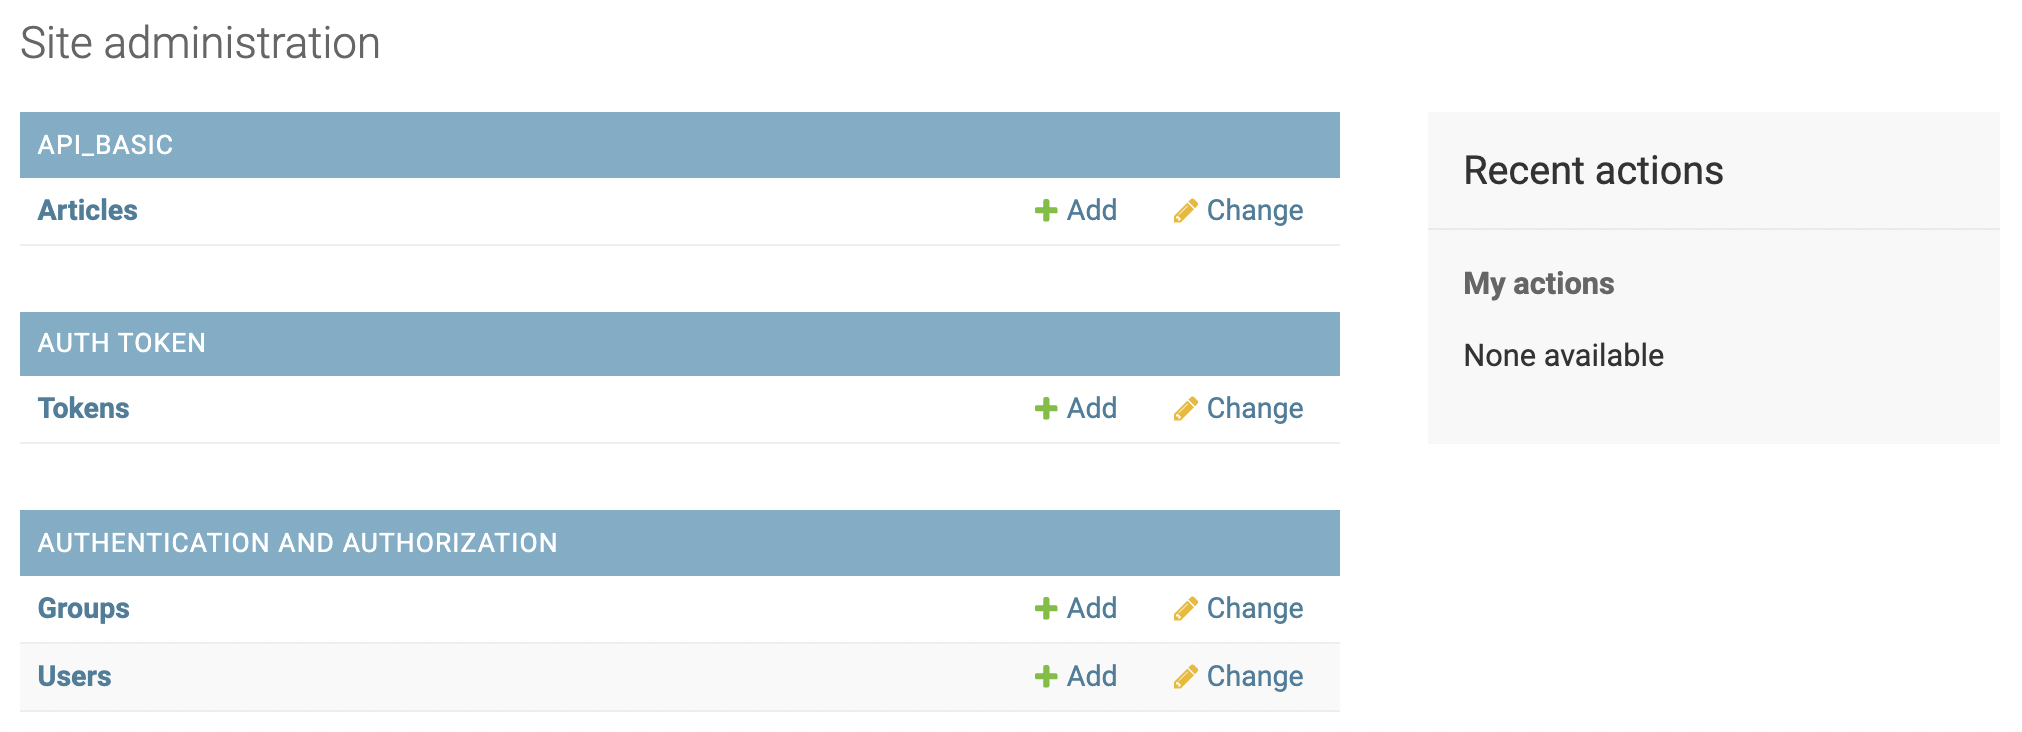 Site administration
API_BASIC
Articles Add Change
AUTH TOKEN
Tokens Add Change
AUTHENTICATION AND AUTHORIZATION
Groups Add Change
Users Add Change
Recent actions
My actions
None available